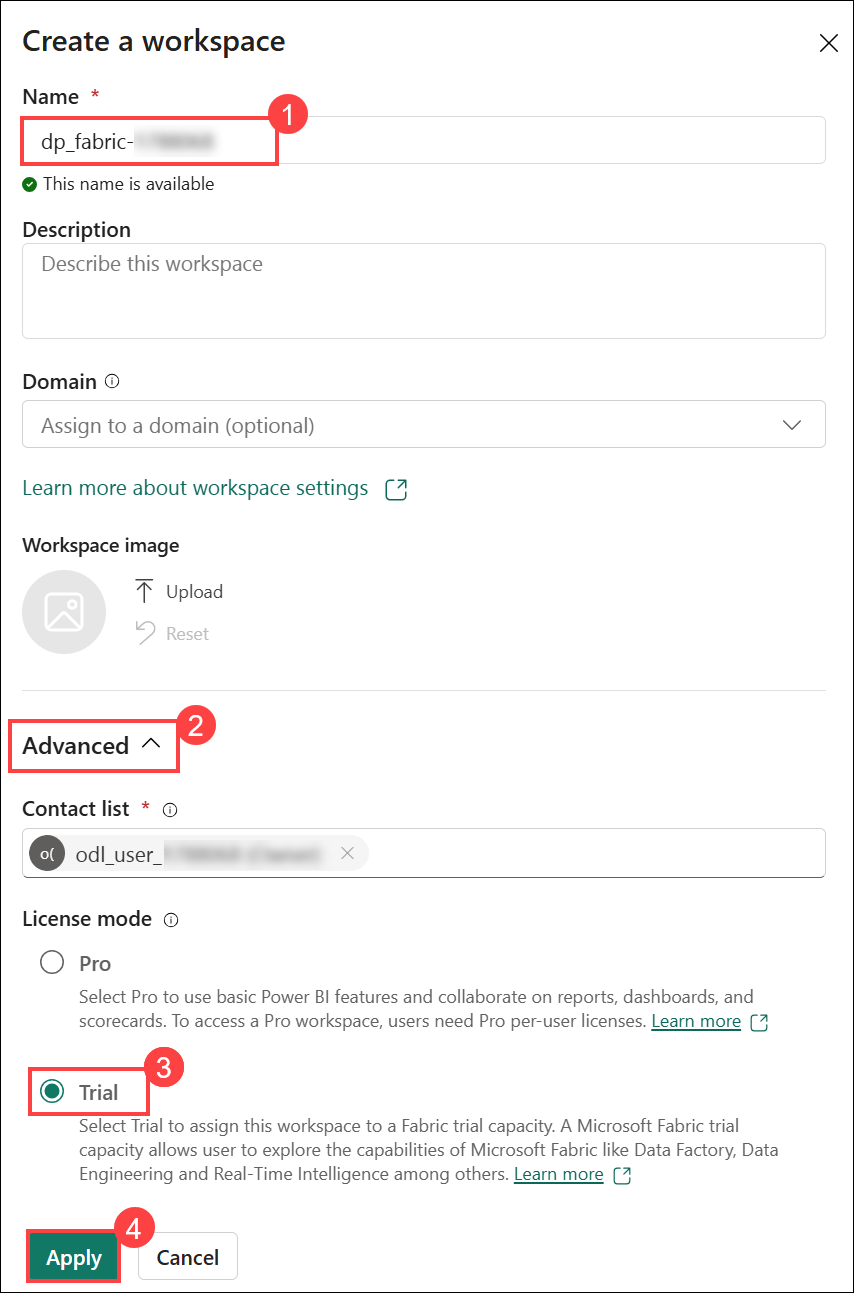 Create a workspace
Name *
1
dp_fabric-
This name is available
Description
Describe this workspace
Domain
Assign to a domain (optional)
Learn more about workspace settings
Workspace image
Upload
Reset
2
Advanced
Contact list *
o( odl_user_
License mode
Pro
Select Pro to use basic Power BI features and collaborate on reports, dashboards, and
scorecards. To access a Pro workspace, users need Pro per-user licenses. Learn more
3
Trial
Select Trial to assign this workspace to a Fabric trial capacity. A Microsoft Fabric trial
capacity allows user to explore the capabilities of Microsoft Fabric like Data Factory, Data
Engineering and Real-Time Intelligence among others. Learn more
4
Apply Cancel